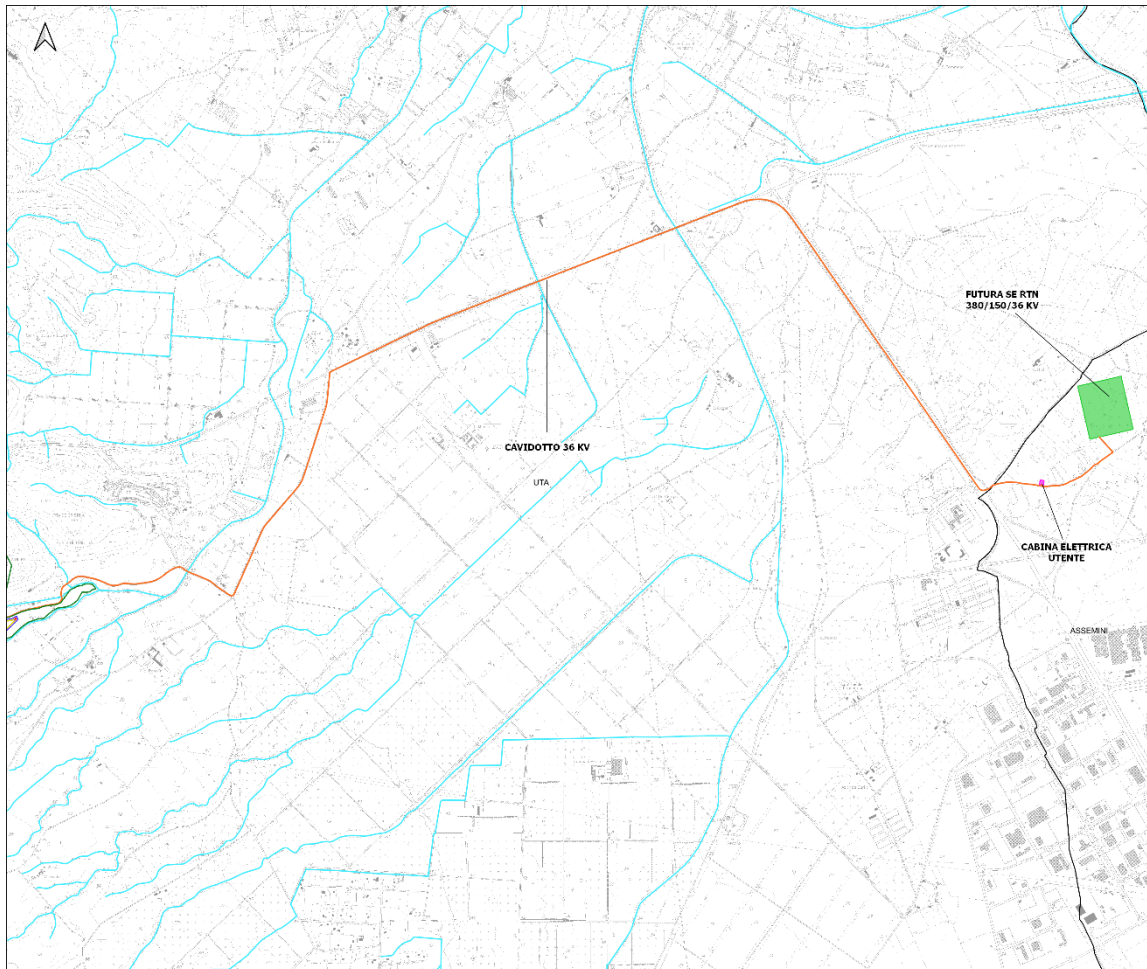 FUTURA SE RTN
380/150/36 KV
CAVIDOTTO 36 KV
UTA
CABINA ELETTRICA
UTENTE
ASSEMINI